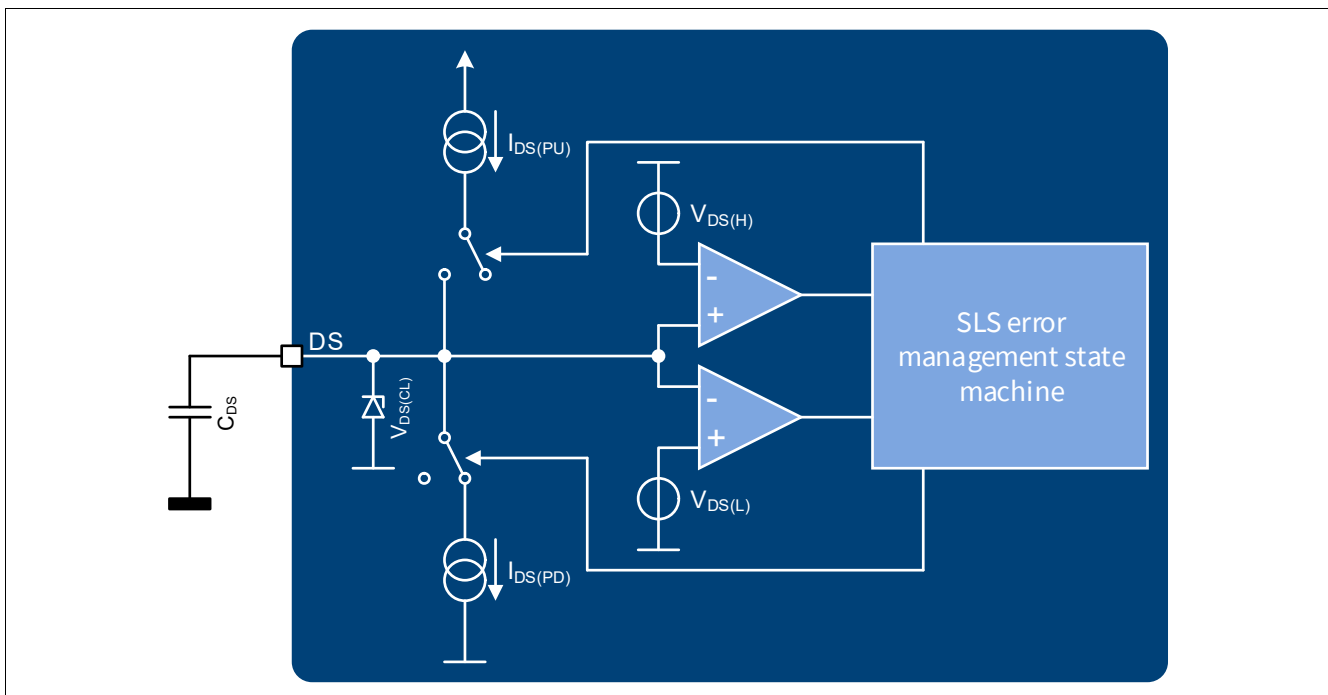 I_DS(PU)
V_DS(H)
-
+
DS
SLS error
management state
machine
C_DS
V_DS(CL)
-
+
V_DS(L)
I_DS(PD)